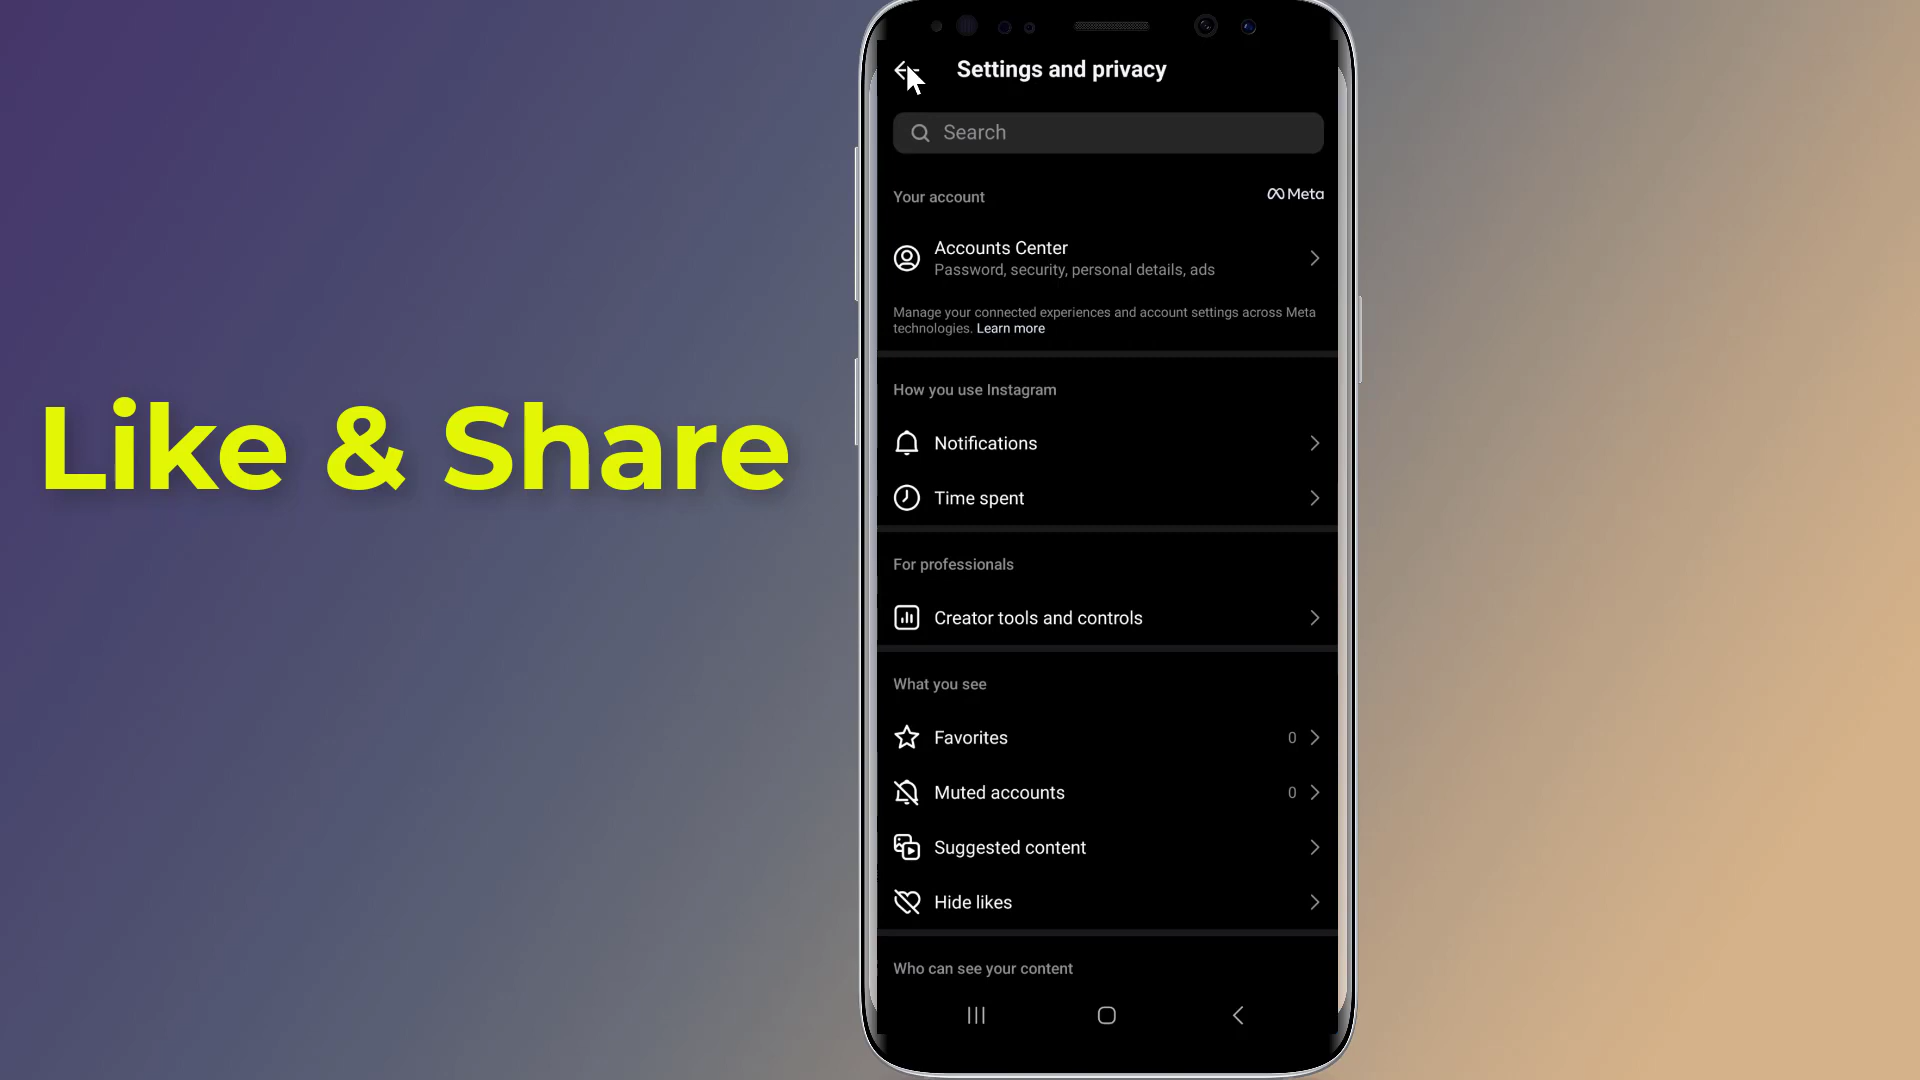 Like & Share
Settings and privacy
Search
Your account
Meta
Accounts Center
Password, security, personal details, ads
Manage your connected experiences and account settings across Meta
technologies. Learn more
How you use Instagram
Notifications
Time spent
For professionals
Creator tools and controls
What you see
Favorites 0
Muted accounts 0
Suggested content
Hide likes
Who can see your content